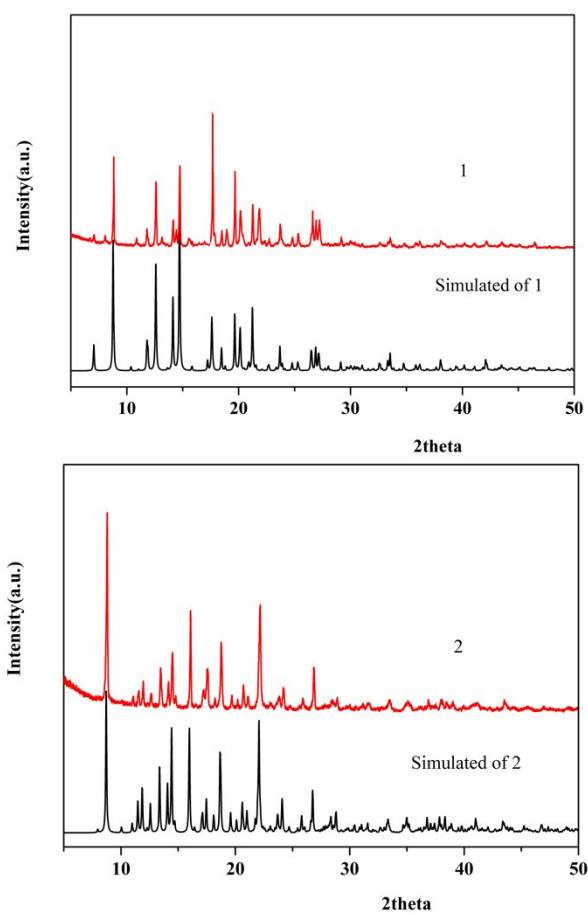 Intensity(a.u.)
1
Simulated of 1
10 20 30 40 50
2theta
Intensity(a.u.)
2
Simulated of 2
10 20 30 40 50
2theta